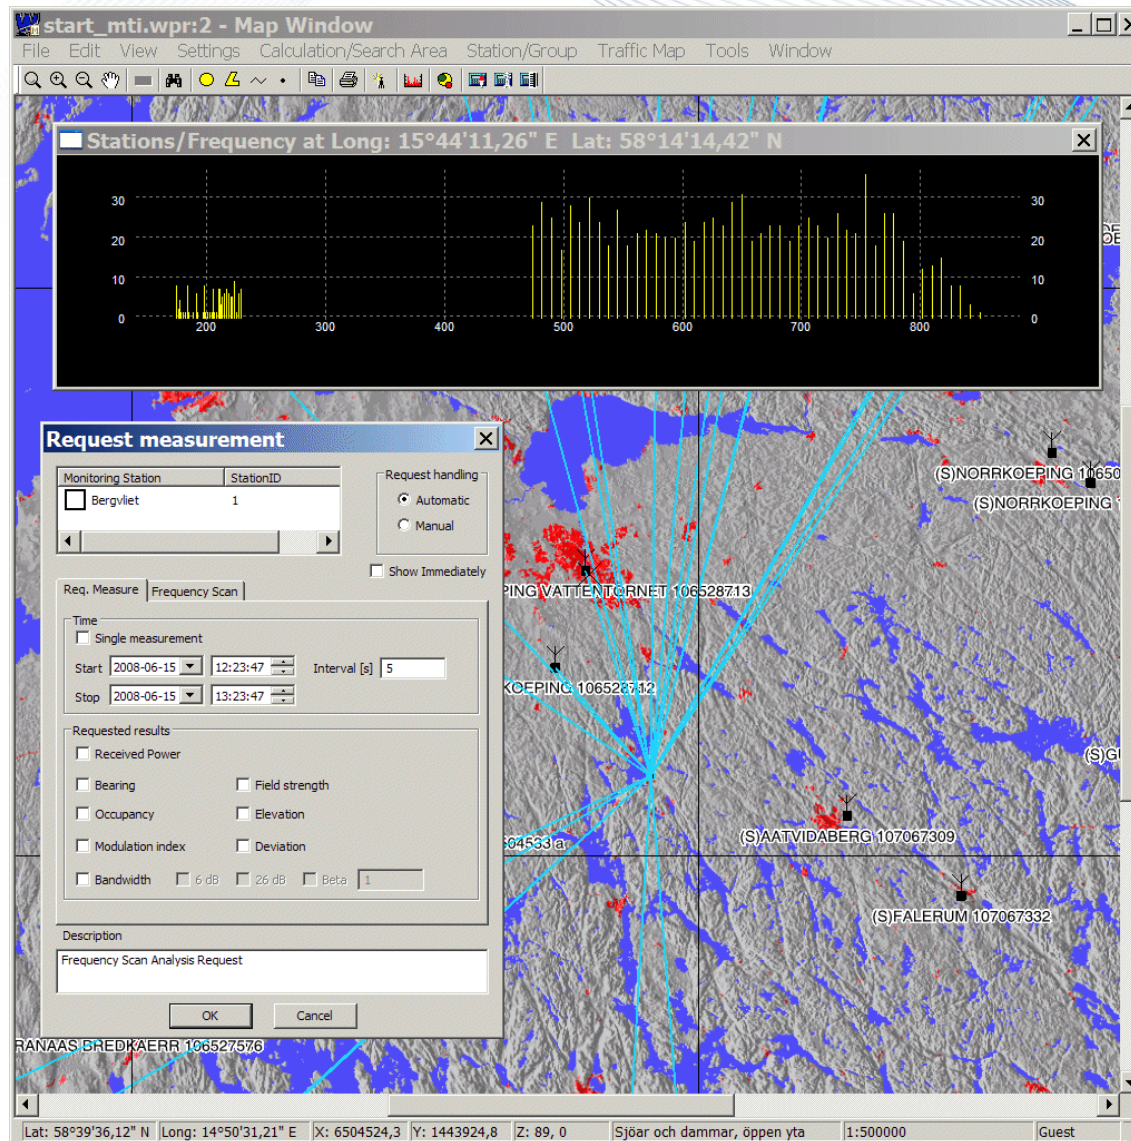 start_mti.wpr:2 - Map Window
File Edit View Settings Calculation/Search Area Station/Group Traffic Map Tools Window
Stations/Frequency at Long: 15°44'11,26" E Lat: 58°14'14,42" N
30 30
20 20
10 10
0 0
200 300 400 500 600 700 800
Request measurement
Monitoring Station StationID
Bergvliet 1
Request handling
Automatic
Manual
Show Immediately
Req. Measure Frequency Scan
Time
Single measurement
Start 2008-06-15 12:23:47 Interval [s] 5
Stop 2008-06-15 13:23:47
Requested results
Received Power
Bearing Field strength
Occupancy Elevation
Modulation index Deviation
Bandwidth 6 dB 26 dB Beta 1
Description
Frequency Scan Analysis Request
OK Cancel
(S)NORRKOEPING 10650
(S)NORRKOEPING 1
PING VATTENTORNET 106528713
KOEPING 106528712
(S)G
(S)AATVIDABERG 107067309
604533 a
(S)FALERUM 107067332
RANAAS BREDKAERR 106527576
Lat: 58°39'36,12" N Long: 14°50'31,21" E X: 6504524,3 Y: 1443924,8 Z: 89, 0 Sjöar och dammar, öppen yta 1:500000 Guest